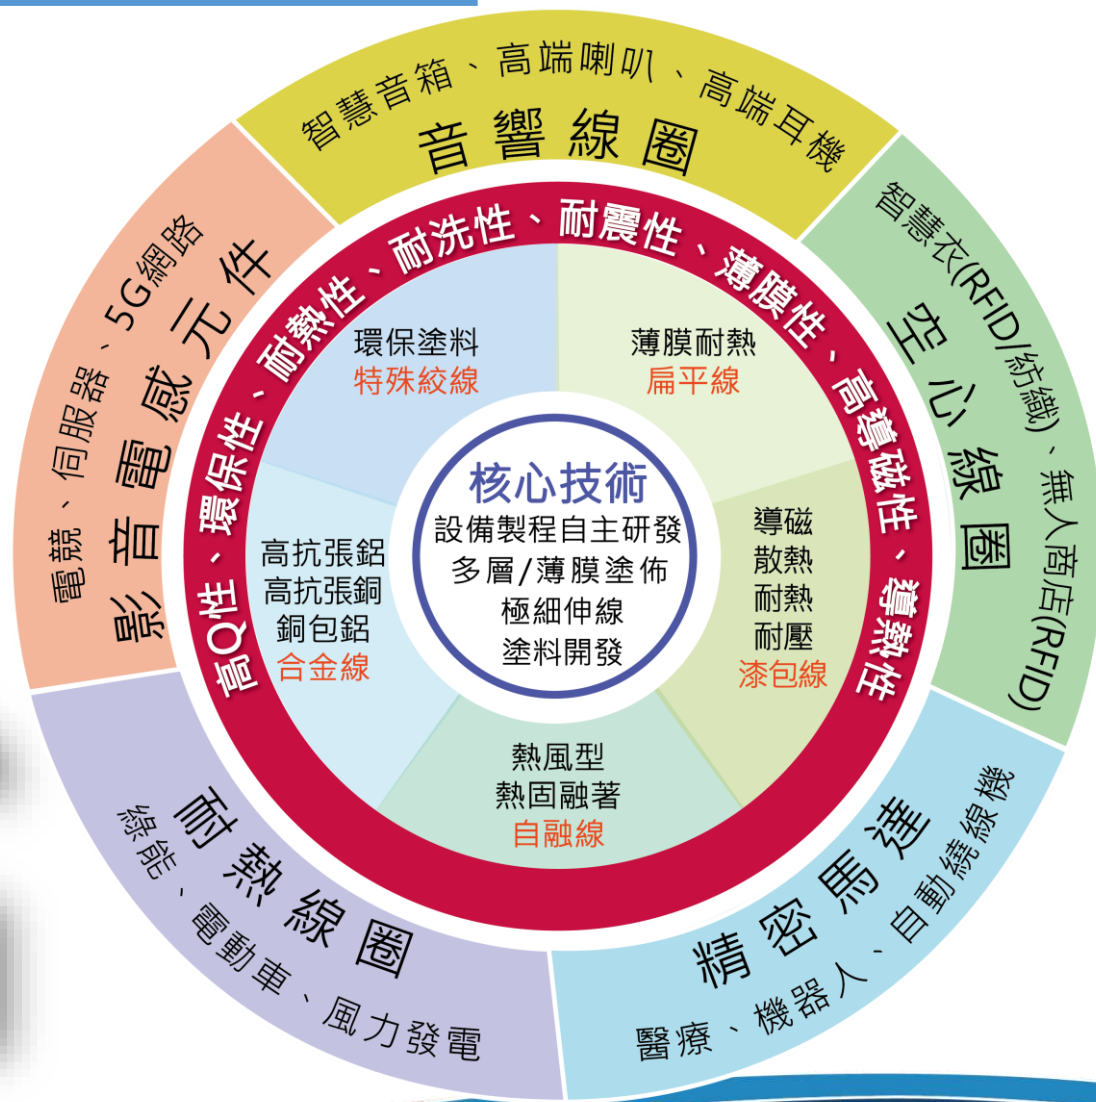 智慧音箱、高端喇叭、高端耳機
音響線圈
智慧衣(RFID/紡織)、無人商店(RFID)
空心線圈
精密馬達
醫療、機器人、自動繞線機
耐熱線圈
綠能、電動車、風力發電
電競、伺服器、5G網路
影音電感元件
高Q性、環保性、耐熱性、耐洗性、耐震性、薄膜性、高導磁性、導熱性
環保塗料
特殊絞線
薄膜耐熱
扁平線
導磁
散熱
耐熱
耐壓
漆包線
熱風型
熱固融著
自融線
高抗張鋁
高抗張銅
銅包鋁
合金線
核心技術
設備製程自主研發
多層/薄膜塗佈
極細伸線
塗料開發